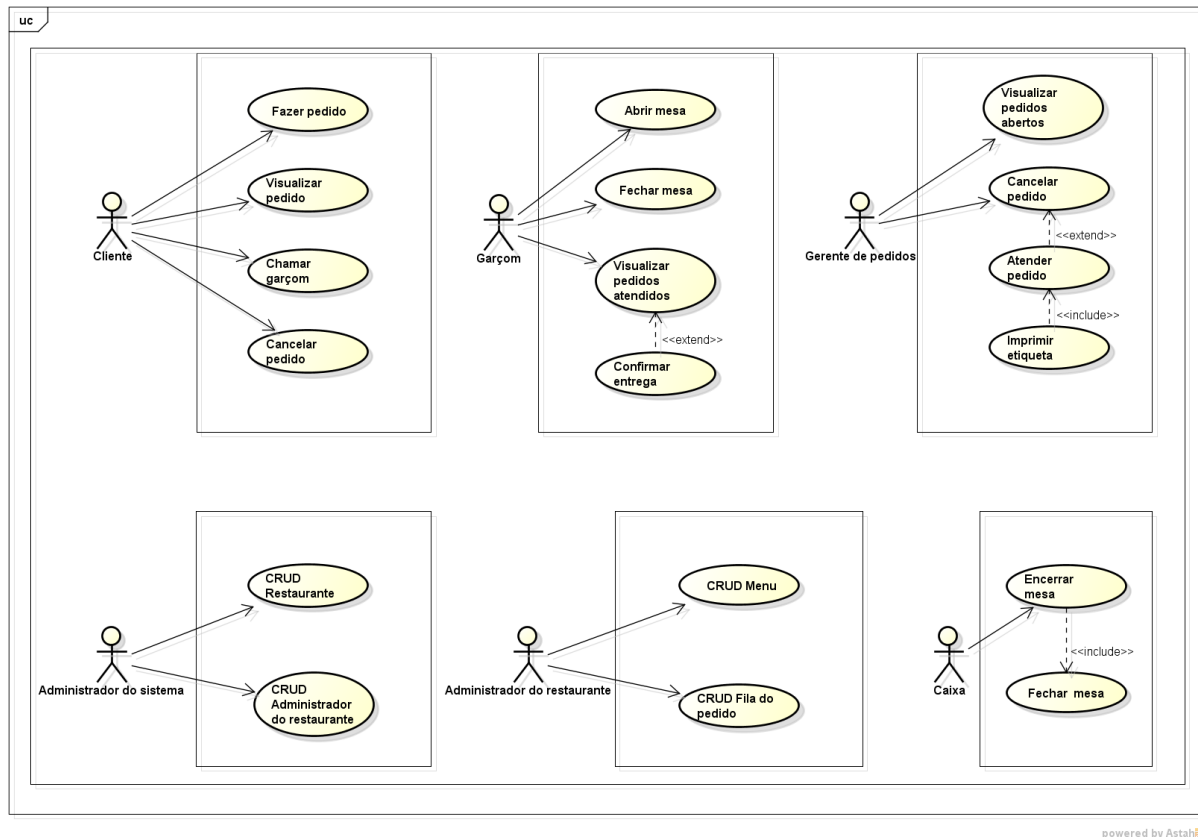 uc
Fazer pedido
Visualizar
pedido
Chamar
garçom
Cancelar
pedido
Cliente
Abrir mesa
Fechar mesa
Visualizar
pedidos
atendidos
<<extend>>
Confirmar
entrega
Garçom
Visualizar
pedidos
abertos
Cancelar
pedido
<<extend>>
Atender
pedido
<<include>>
Imprimir
etiqueta
Gerente de pedidos
CRUD
Restaurante
CRUD
Administrador
do restaurante
Administrador do sistema
CRUD Menu
CRUD Fila do
pedido
Administrador do restaurante
Encerrar
mesa
<<include>>
Fechar mesa
Caixa
powered by Astah